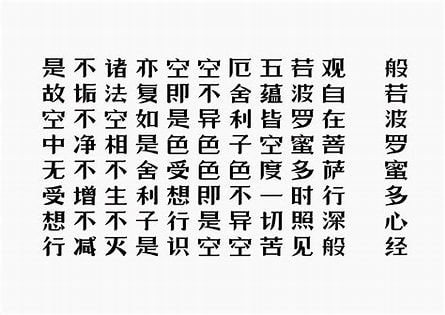 般若波罗蜜多心经
观自在菩萨行深般
若波罗蜜多时照见
五蕴皆空度一切苦
厄舍利子色不异空
空不异色色即是空
空即是色受想行识
亦复如是舍利子是
诸法空相不生不灭
不垢不净不增不减
是故空中无受想行